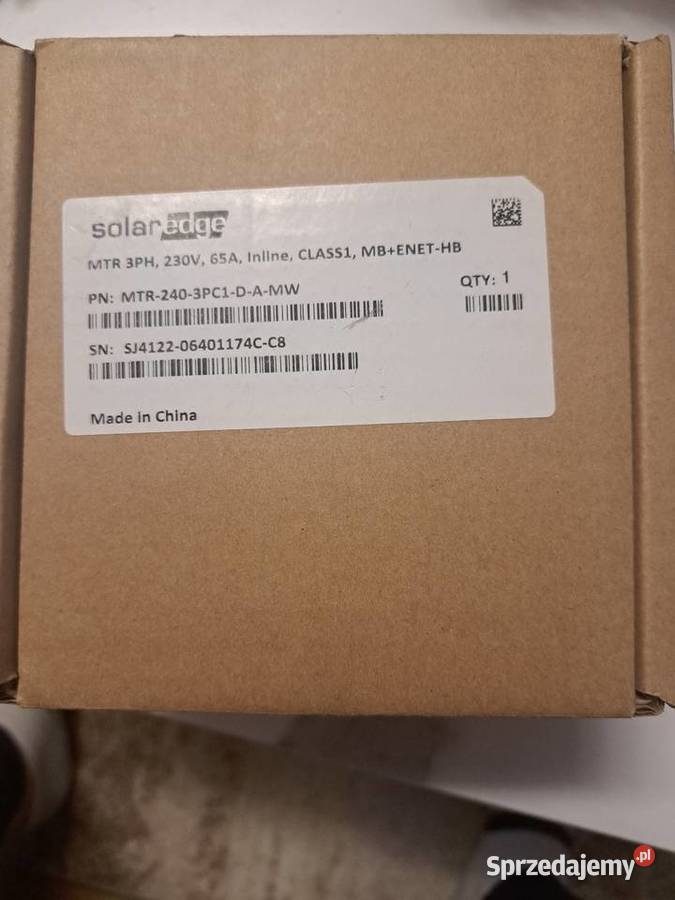 solaredge
MTR 3PH, 230V, 65A, Inline, CLASS1, MB+ENET-HB
PN: MTR-240-3PC1-D-A-MW
QTY: 1
SN: SJ4122-06401174C-C8
Made in China
Sprzedajemy.pl